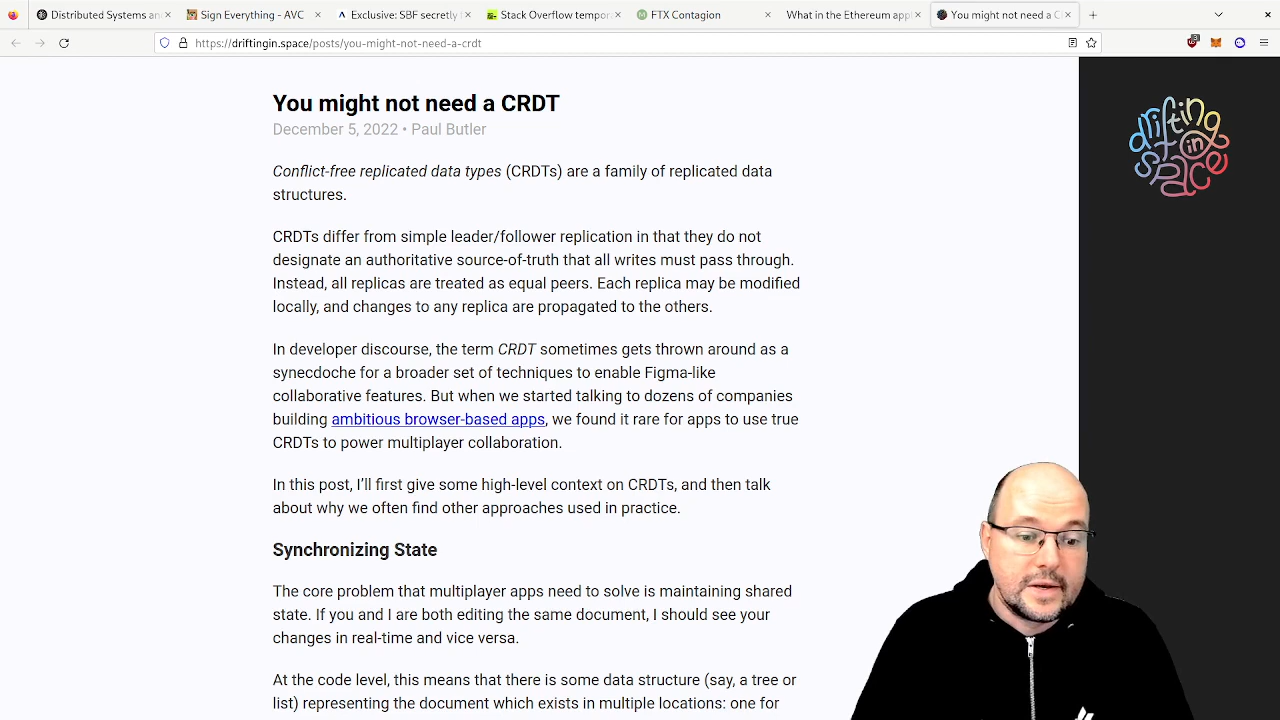 Distributed Systems an
Sign Everything - AVC
Exclusive: SBF secretly
Stack Overflow tempora
FTX Contagion
What in the Ethereum appl
You might not need a C
https://driftingin.space/posts/you-might-not-need-a-crdt
You might not need a CRDT
December 5, 2022 • Paul Butler
Conflict-free replicated data types (CRDTs) are a family of replicated data
structures.
CRDTs differ from simple leader/follower replication in that they do not
designate an authoritative source-of-truth that all writes must pass through.
Instead, all replicas are treated as equal peers. Each replica may be modified
locally, and changes to any replica are propagated to the others.
In developer discourse, the term CRDT sometimes gets thrown around as a
synecdoche for a broader set of techniques to enable Figma-like
collaborative features. But when we started talking to dozens of companies
building ambitious browser-based apps, we found it rare for apps to use true
CRDTs to power multiplayer collaboration.
In this post, I'll first give some high-level context on CRDTs, and then talk
about why we often find other approaches used in practice.
Synchronizing State
The core problem that multiplayer apps need to solve is maintaining shared
state. If you and I are both editing the same document, I should see your
changes in real-time and vice versa.
At the code level, this means that there is some data structure (say, a tree or
list) representing the document which exists in multiple locations: one for
drifting
in
space